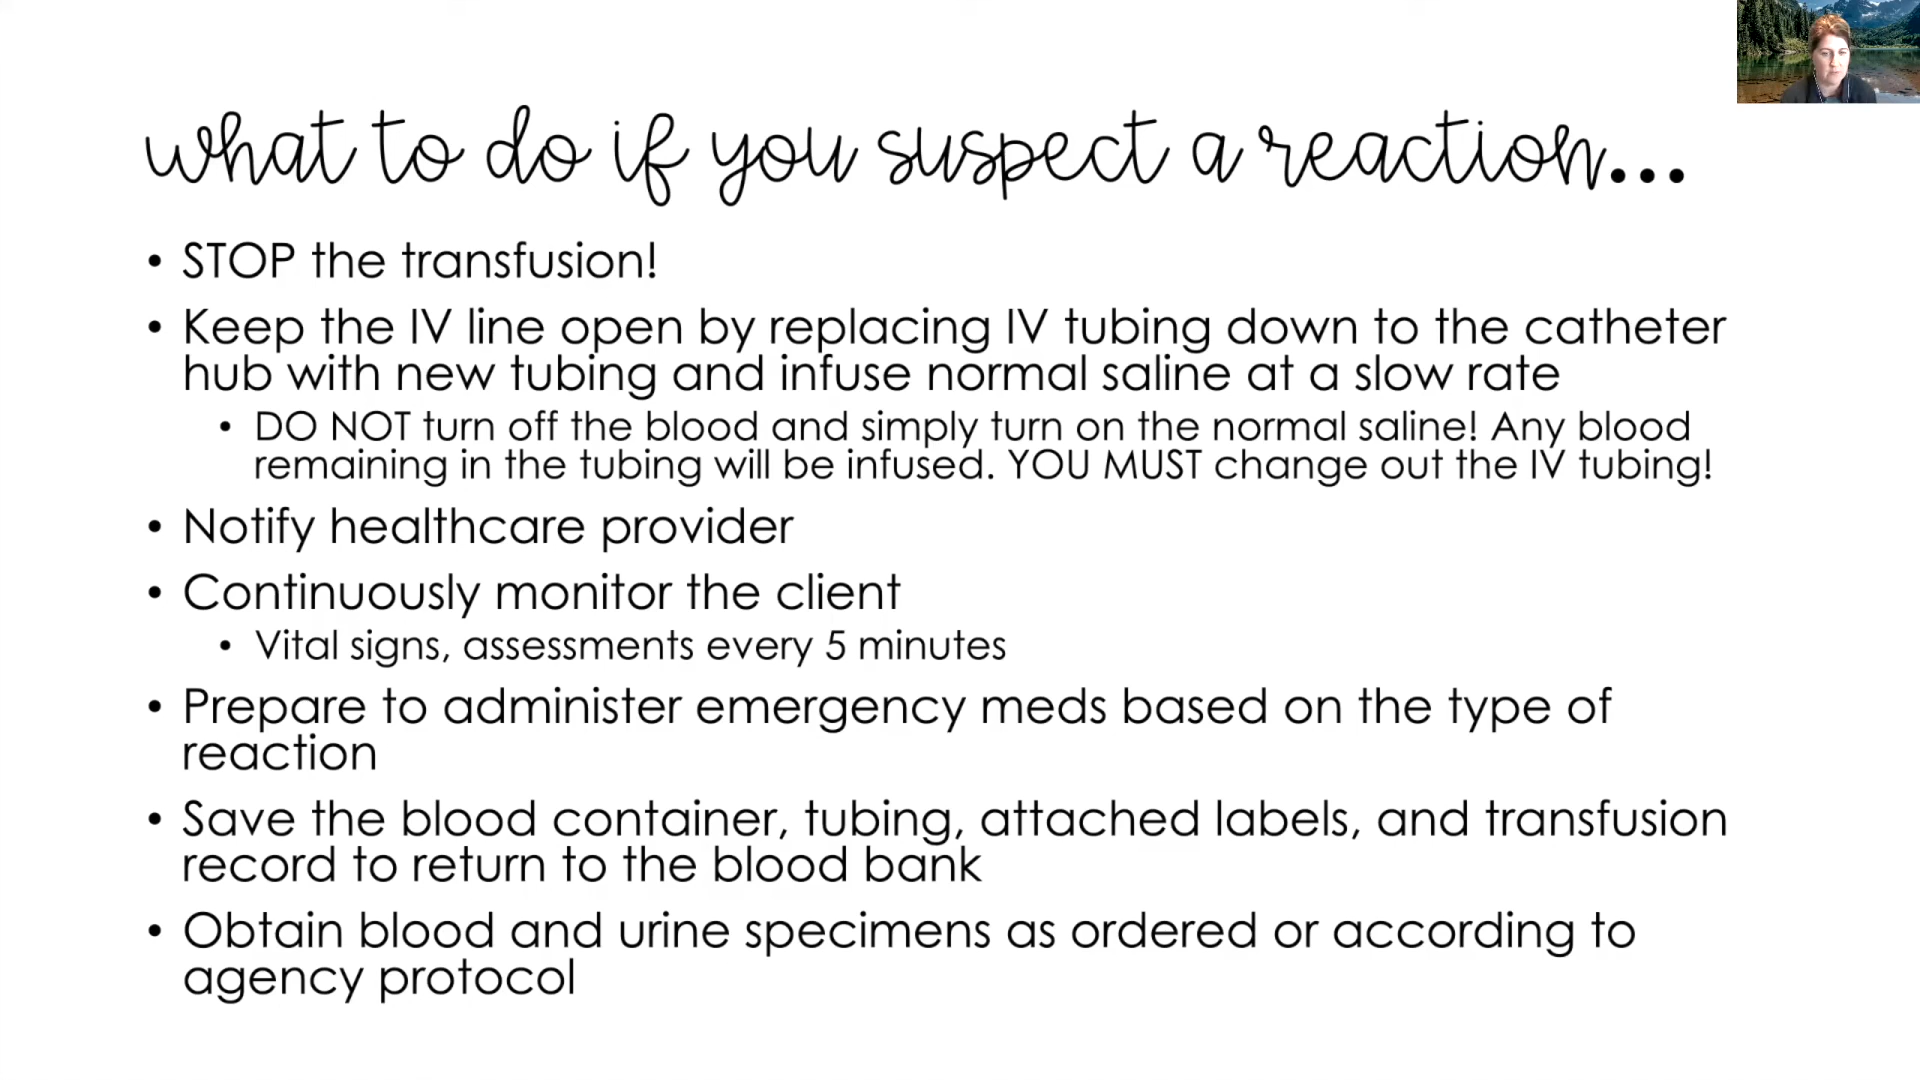 what to do if you suspect a reaction...
• STOP the transfusion!
• Keep the IV line open by replacing IV tubing down to the catheter
hub with new tubing and infuse normal saline at a slow rate
• DO NOT turn off the blood and simply turn on the normal saline! Any blood
remaining in the tubing will be infused. YOU MUST change out the IV tubing!
• Notify healthcare provider
• Continuously monitor the client
• Vital signs, assessments every 5 minutes
• Prepare to administer emergency meds based on the type of
reaction
• Save the blood container, tubing, attached labels, and transfusion
record to return to the blood bank
• Obtain blood and urine specimens as ordered or according to
agency protocol